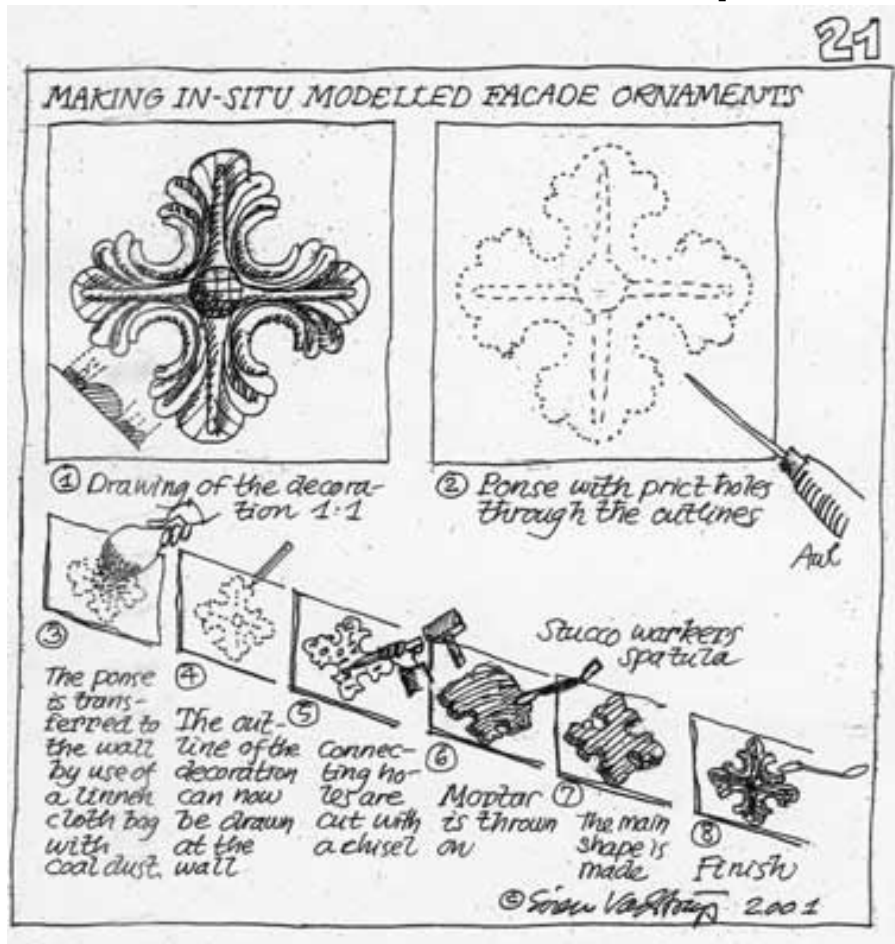 21
MAKING IN-SITU MODELLED FACADE ORNAMENTS
① Drawing of the decora-
tion 1:1
② Ponse with prict holes
through the outlines
Awl
③
The ponse
is trans-
ferred to
the wall
by use of
a linnen
cloth bag
with
coal dust.
④
The out-
line of the
decoration
can now
be drawn
at the
wall
⑤
Connec-
ting ho-
les are
cut with
a chisel
⑥
Mortar
is thrown
on
Stucco workers
spatula
⑦
The main
shape is
made
⑧
Finish
© Søren Vadstrup 2001